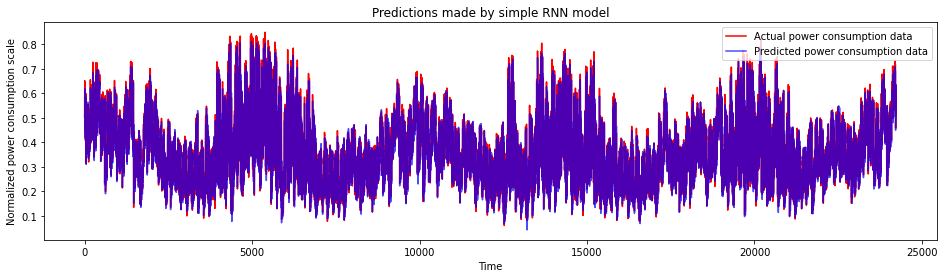 Predictions made by simple RNN model
Normalized power consumption scale
0.8
0.7
0.6
0.5
0.4
0.3
0.2
0.1
Actual power consumption data
Predicted power consumption data
0 5000 10000 15000 20000 25000
Time